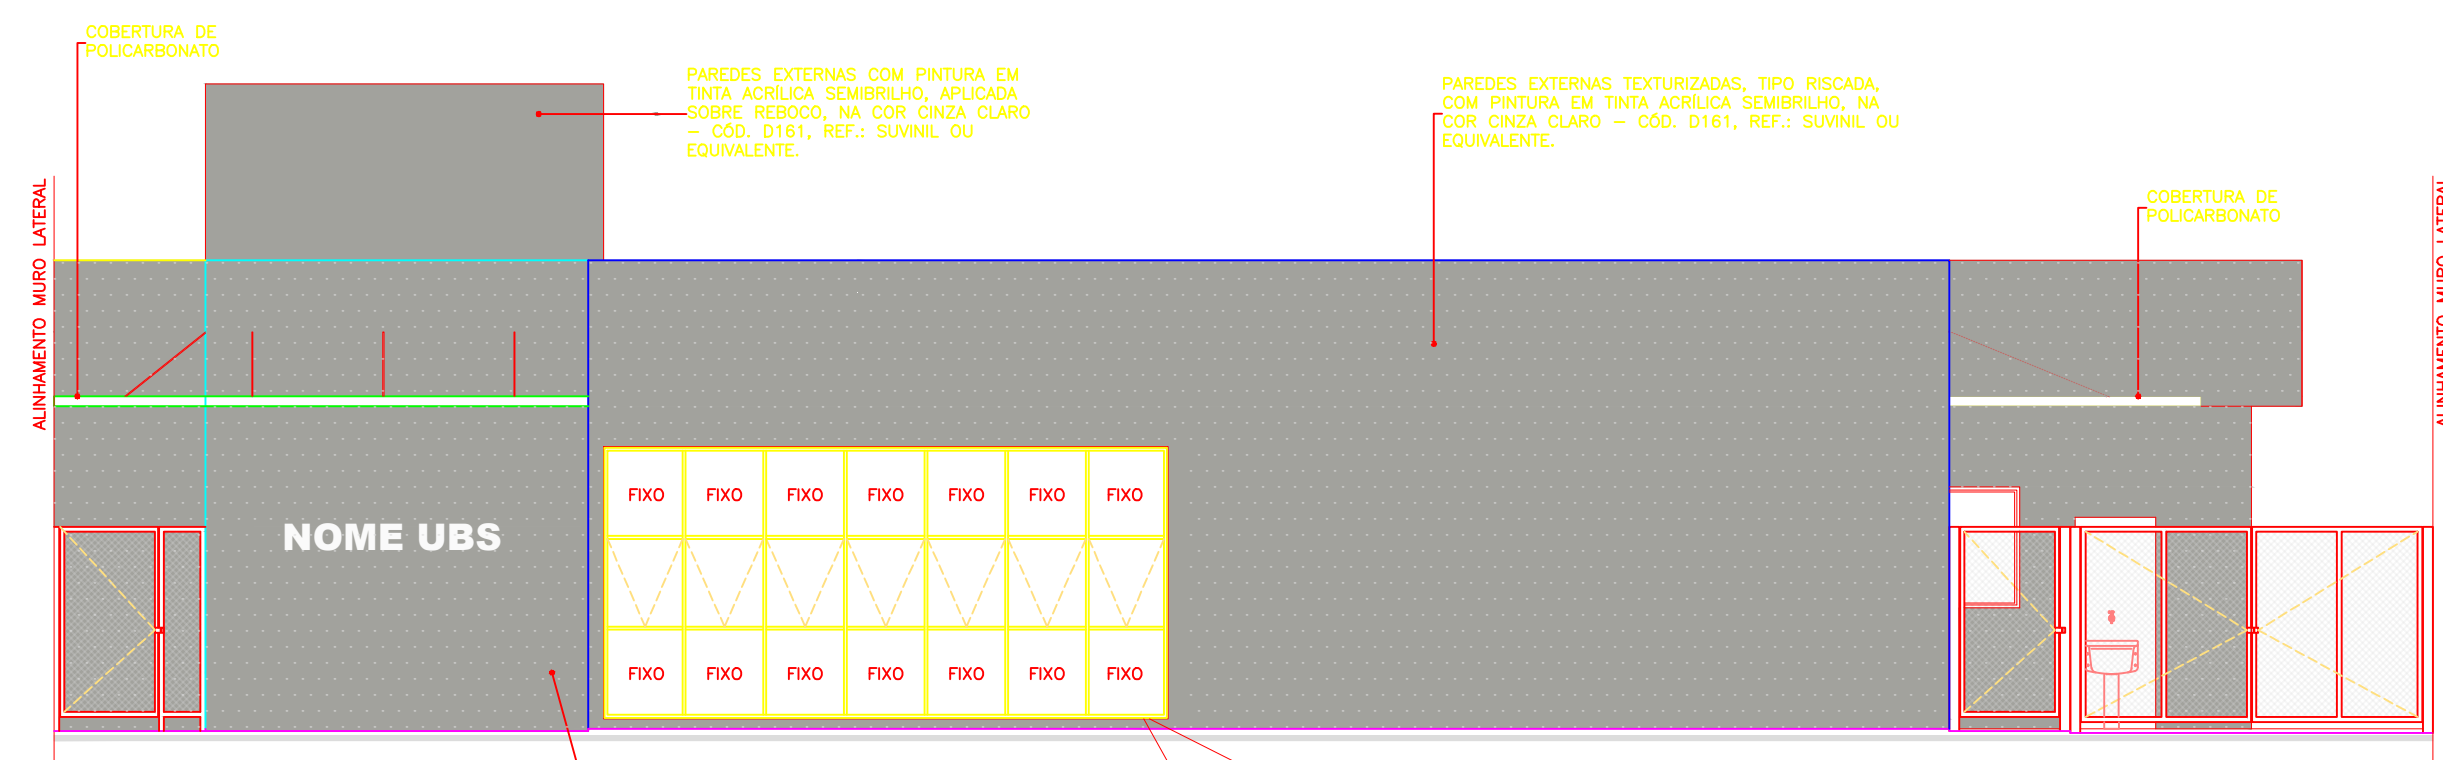 COBERTURA DE
POLICARBONATO
PAREDES EXTERNAS COM PINTURA EM
TINTA ACRÍLICA SEMIBRILHO, APLICADA
SOBRE REBOCO, NA COR CINZA CLARO
— CÓD. D161, REF.: SUVINIL OU
EQUIVALENTE.
PAREDES EXTERNAS TEXTURIZADAS, TIPO RISCADA,
COM PINTURA EM TINTA ACRÍLICA SEMIBRILHO, NA
COR CINZA CLARO — CÓD. D161, REF.: SUVINIL OU
EQUIVALENTE.
COBERTURA DE
POLICARBONATO
ALINHAMENTO MURO LATERAL
ALINHAMENTO MURO LATERAL
FIXO FIXO FIXO FIXO FIXO FIXO FIXO
NOME UBS
FIXO FIXO FIXO FIXO FIXO FIXO FIXO